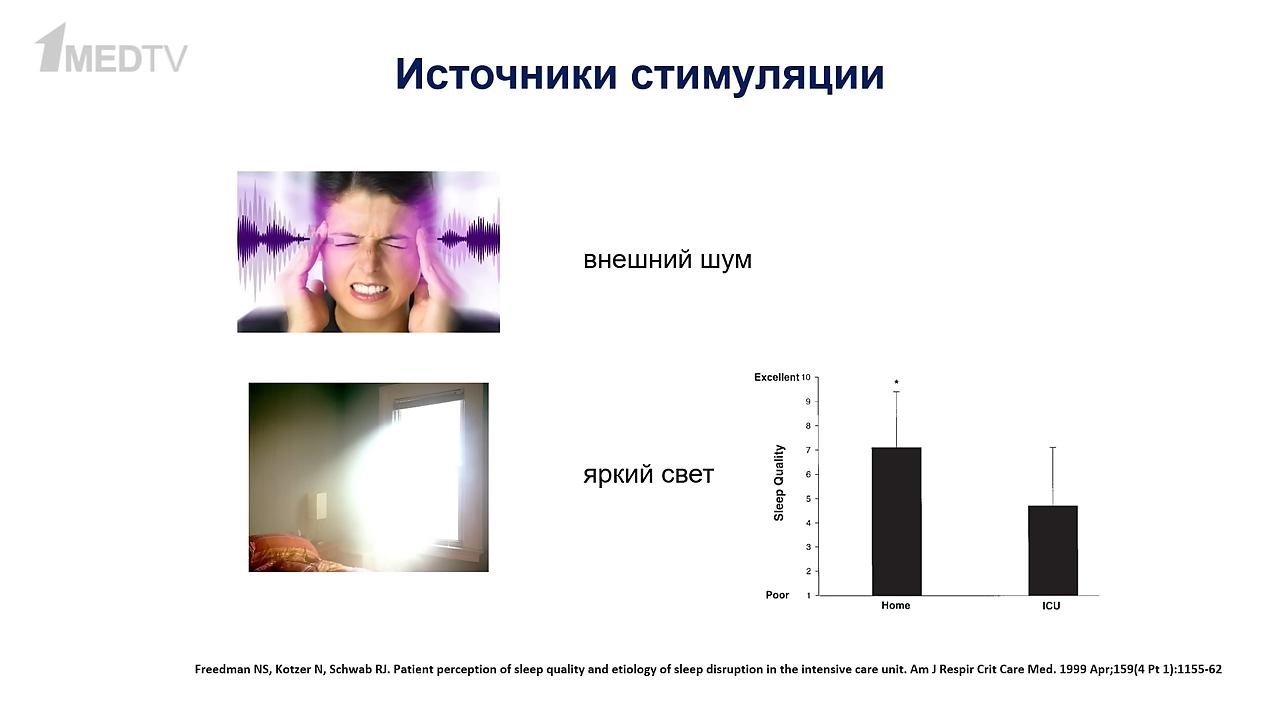 1MEDTV
Источники стимуляции
внешний шум
яркий свет
Excellent 10
*
9
8
7
6
5
4
3
2
Poor 1
Sleep Quality
Home
ICU
Freedman NS, Kotzer N, Schwab RJ. Patient perception of sleep quality and etiology of sleep disruption in the intensive care unit. Am J Respir Crit Care Med. 1999 Apr;159(4 Pt 1):1155-62